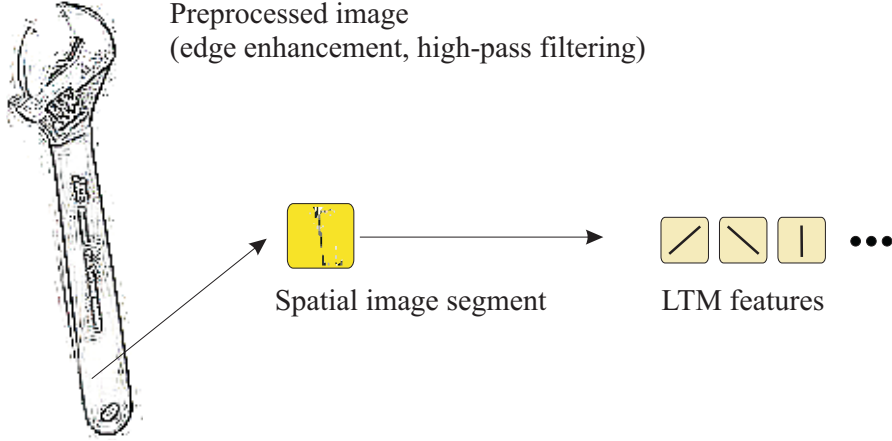 Preprocessed image
(edge enhancement, high-pass filtering)
Spatial image segment
LTM features